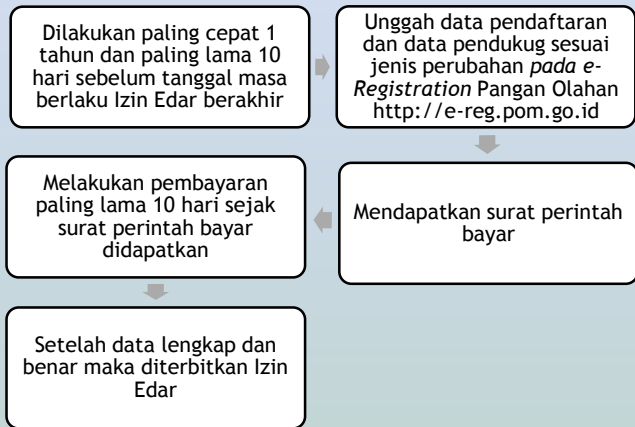 Dilakukan paling cepat 1
tahun dan paling lama 10
hari sebelum tanggal masa
berlaku Izin Edar berakhir
Unggah data pendaftaran
dan data pendukug sesuai
jenis perubahan pada e-
Registration Pangan Olahan
http://e-reg.pom.go.id
Mendapatkan surat perintah
bayar
Melakukan pembayaran
paling lama 10 hari sejak
surat perintah bayar
didapatkan
Setelah data lengkap dan
benar maka diterbitkan Izin
Edar